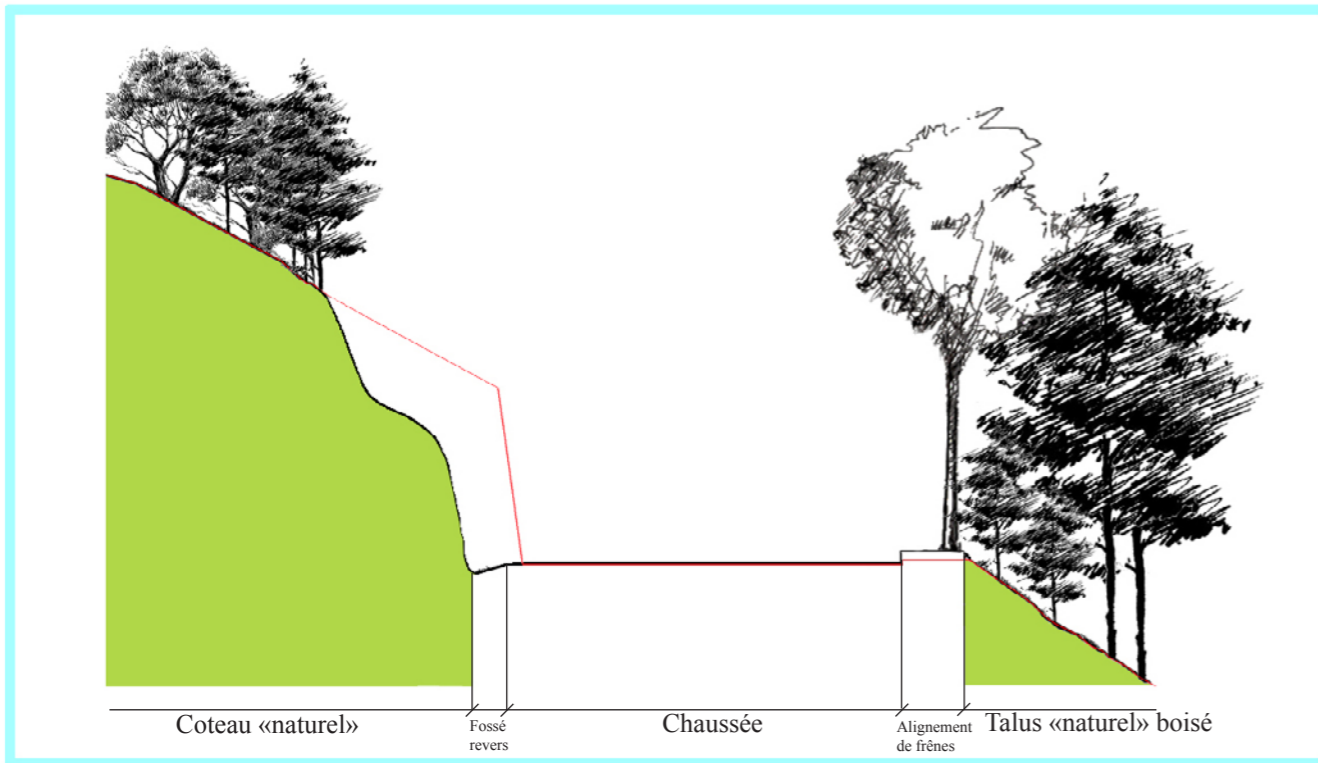 Coteau «naturel»
Fossé
revers
Chaussée
Alignement
de frênes
Talus «naturel» boisé